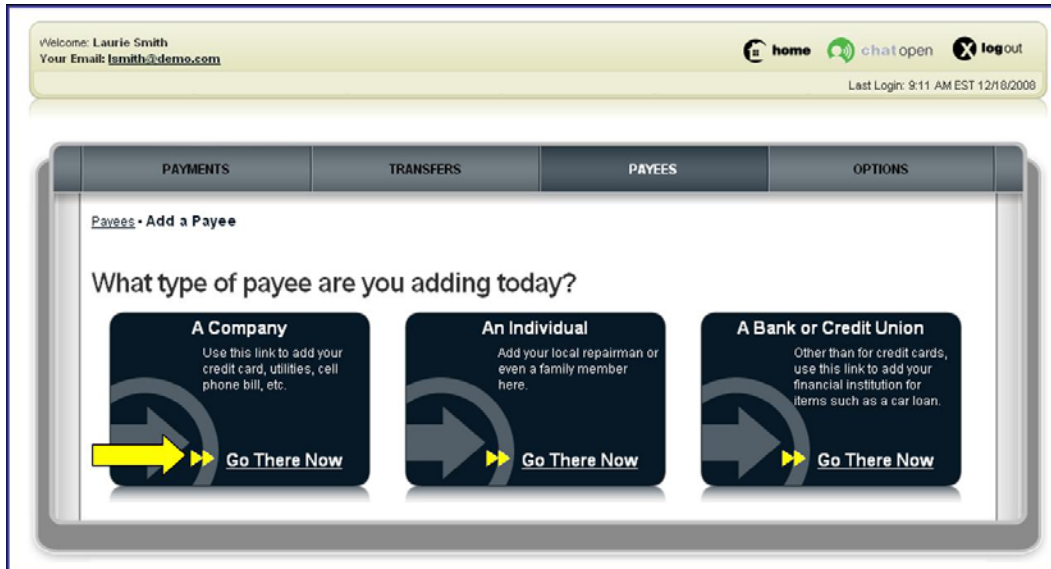 Welcome: Laurie Smith
Your Email: lsmith@demo.com
home chatopen logout
Last Login: 9:11 AM EST 12/18/2008
PAYMENTS TRANSFERS PAYEES OPTIONS
Payees • Add a Payee
What type of payee are you adding today?
A Company
Use this link to add your
credit card, utilities, cell
phone bill, etc.
Go There Now
An Individual
Add your local repairman or
even a family member
here.
Go There Now
A Bank or Credit Union
Other than for credit cards,
use this link to add your
financial institution for
items such as a car loan.
Go There Now